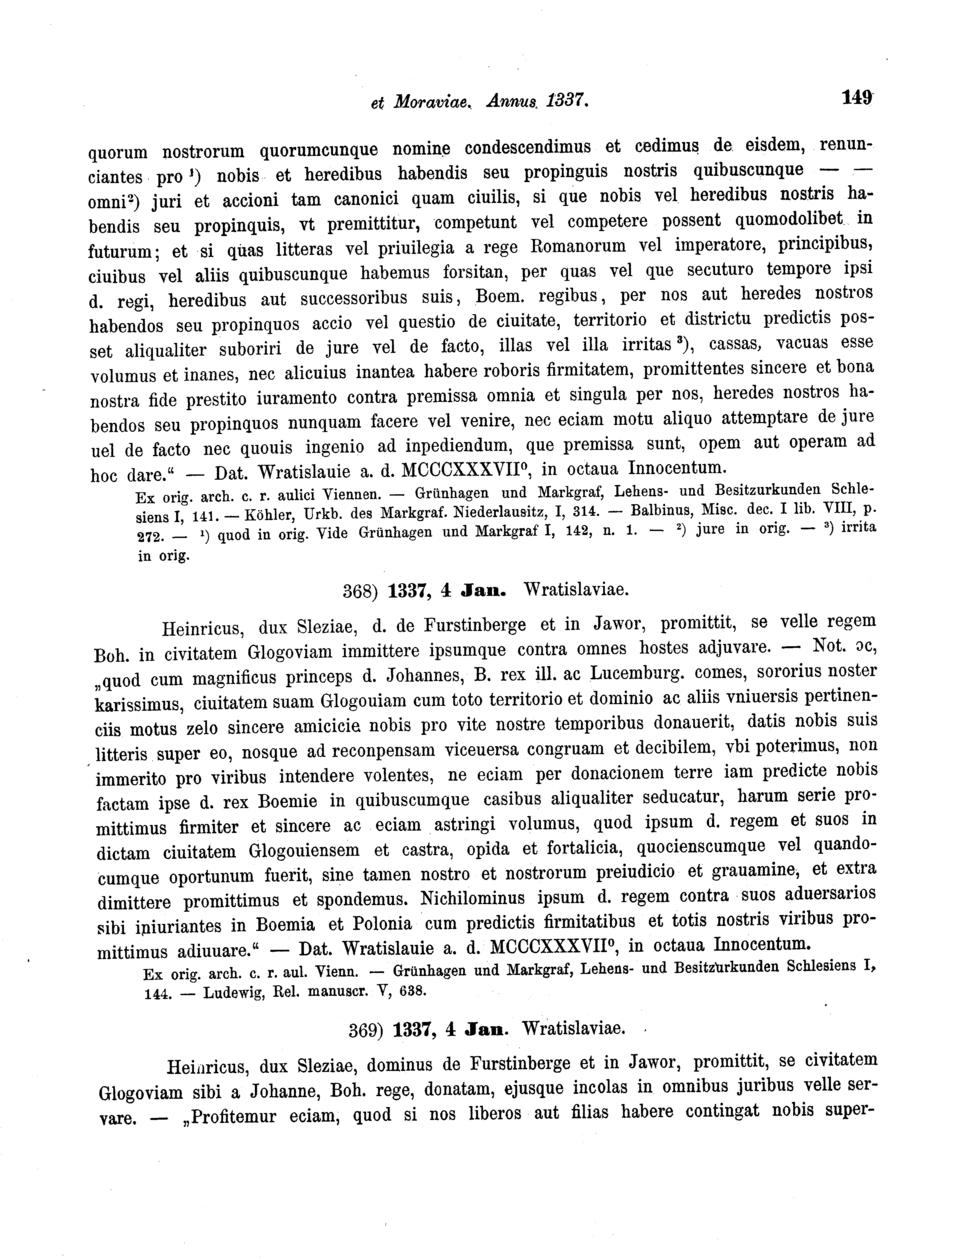 et Moraviae. Annus. 1337. 149
quorum nostrorum quorumcunque nomine condescendimus et cedimus de eisdem, renun-
ciantes pro ¹) nobis et heredibus habendis seu propinguis nostris quibuscunque — —
omni²) juri et accioni tam canonici quam ciuilis, si que nobis vel heredibus nostris ha-
bendis seu propinquis, vt premittitur, competunt vel competere possent quomodolibet in
futurum; et si quas litteras vel priuilegia a rege Romanorum vel imperatore, principibus,
ciuibus vel aliis quibuscunque habemus forsitan, per quas vel que secuturo tempore ipsi
d. regi, heredibus aut successoribus suis, Boem. regibus, per nos aut heredes nostros
habendos seu propinquos accio vel questio de ciuitate, territorio et districtu predictis pos-
set aliqualiter suboriri de jure vel de facto, illas vel illa irritas ³), cassas, vacuas esse
volumus et inanes, nec alicuius inantea habere roboris firmitatem, promittentes sincere et bona
nostra fide prestito iuramento contra premissa omnia et singula per nos, heredes nostros ha-
bendos seu propinquos nunquam facere vel venire, nec eciam motu aliquo attemptare de jure
uel de facto nec quouis ingenio ad inpediendum, que premissa sunt, opem aut operam ad
hoc dare.“ — Dat. Wratislauie a. d. MCCCXXXVII⁰, in octaua Innocentum.
Ex orig. arch. c. r. aulici Viennen. — Grünhagen und Markgraf, Lehens- und Besitzurkunden Schle-
siens I, 141. — Köhler, Urkb. des Markgraf. Niederlausitz, I, 314. — Balbinus, Misc. dec. I lib. VIII, p.
272. — ¹) quod in orig. Vide Grünhagen und Markgraf I, 142, n. 1. — ²) jure in orig. — ³) irrita
in orig.
368) 1337, 4 Jan. Wratislaviae.
Heinricus, dux Sleziae, d. de Furstinberge et in Jawor, promittit, se velle regem
Boh. in civitatem Glogoviam immittere ipsumque contra omnes hostes adjuvare. — Not. ɔc,
„quod cum magnificus princeps d. Johannes, B. rex ill. ac Lucemburg. comes, sororius noster
karissimus, ciuitatem suam Glogouiam cum toto territorio et dominio ac aliis vniuersis pertinen-
ciis motus zelo sincere amicicie nobis pro vite nostre temporibus donauerit, datis nobis suis
litteris super eo, nosque ad reconpensam viceuersa congruam et decibilem, vbi poterimus, non
immerito pro viribus intendere volentes, ne eciam per donacionem terre iam predicte nobis
factam ipse d. rex Boemie in quibuscumque casibus aliqualiter seducatur, harum serie pro-
mittimus firmiter et sincere ac eciam astringi volumus, quod ipsum d. regem et suos in
dictam ciuitatem Glogouiensem et castra, opida et fortalicia, quocienscumque vel quando-
cumque oportunum fuerit, sine tamen nostro et nostrorum preiudicio et grauamine, et extra
dimittere promittimus et spondemus. Nichilominus ipsum d. regem contra suos aduersarios
sibi iniuriantes in Boemia et Polonia cum predictis firmitatibus et totis nostris viribus pro-
mittimus adiuuare.“ — Dat. Wratislauie a. d. MCCCXXXVII⁰, in octaua Innocentum.
Ex orig. arch. c. r. aul. Vienn. — Grünhagen und Markgraf, Lehens- und Besitzurkunden Schlesiens I,
144. — Ludewig, Rel. manuscr. V, 638.
369) 1337, 4 Jan. Wratislaviae.
Heinricus, dux Sleziae, dominus de Furstinberge et in Jawor, promittit, se civitatem
Glogoviam sibi a Johanne, Boh. rege, donatam, ejusque incolas in omnibus juribus velle ser-
vare. — „Profitemur eciam, quod si nos liberos aut filias habere contingat nobis super-